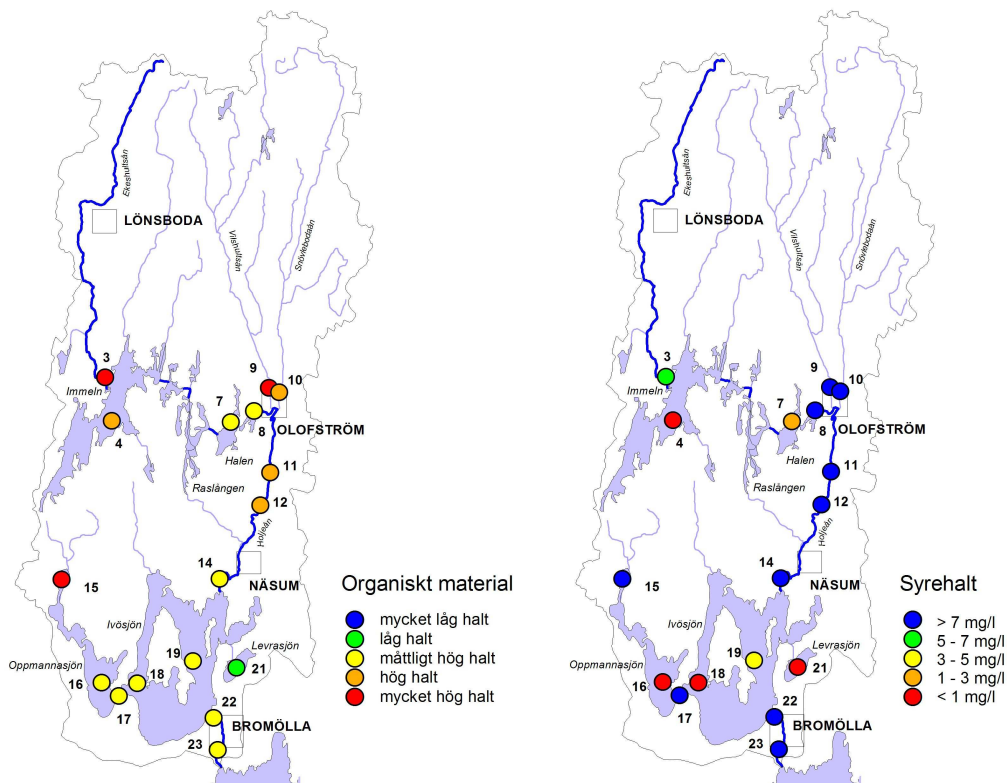 Ekeshultsån
LÖNSBODA
Vilshultsån
Snövlebodaån
3
Immeln
4
7
8
9
10
OLOFSTRÖM
Halen
11
Raslången
12
Holjeån
14
NÄSUM
15
Ivösjön
Levrasjön
Oppmannasjön
19
21
16
18
17
22
BROMÖLLA
23
Organiskt material
mycket låg halt
låg halt
måttligt hög halt
hög halt
mycket hög halt
Ekeshultsån
LÖNSBODA
Vilshultsån
Snövlebodaån
3
Immeln
4
7
8
9
10
OLOFSTRÖM
Halen
11
Raslången
12
Holjeån
14
NÄSUM
15
Ivösjön
Levrasjön
Oppmannasjön
19
21
16
18
17
22
BROMÖLLA
23
Syrehalt
> 7 mg/l
5 - 7 mg/l
3 - 5 mg/l
1 - 3 mg/l
< 1 mg/l